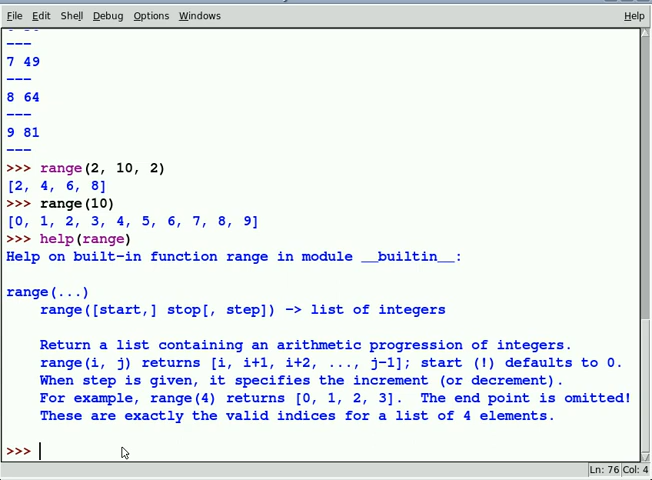 File Edit Shell Debug Options Windows Help
---
7 49
---
8 64
---
9 81
---
>>> range(2, 10, 2)
[2, 4, 6, 8]
>>> range(10)
[0, 1, 2, 3, 4, 5, 6, 7, 8, 9]
>>> help(range)
Help on built-in function range in module __builtin__:
range(...)
range([start,] stop[, step]) -> list of integers
Return a list containing an arithmetic progression of integers.
range(i, j) returns [i, i+1, i+2, ..., j-1]; start (!) defaults to 0.
When step is given, it specifies the increment (or decrement).
For example, range(4) returns [0, 1, 2, 3].  The end point is omitted!
These are exactly the valid indices for a list of 4 elements.
>>>
Ln: 76 Col: 4